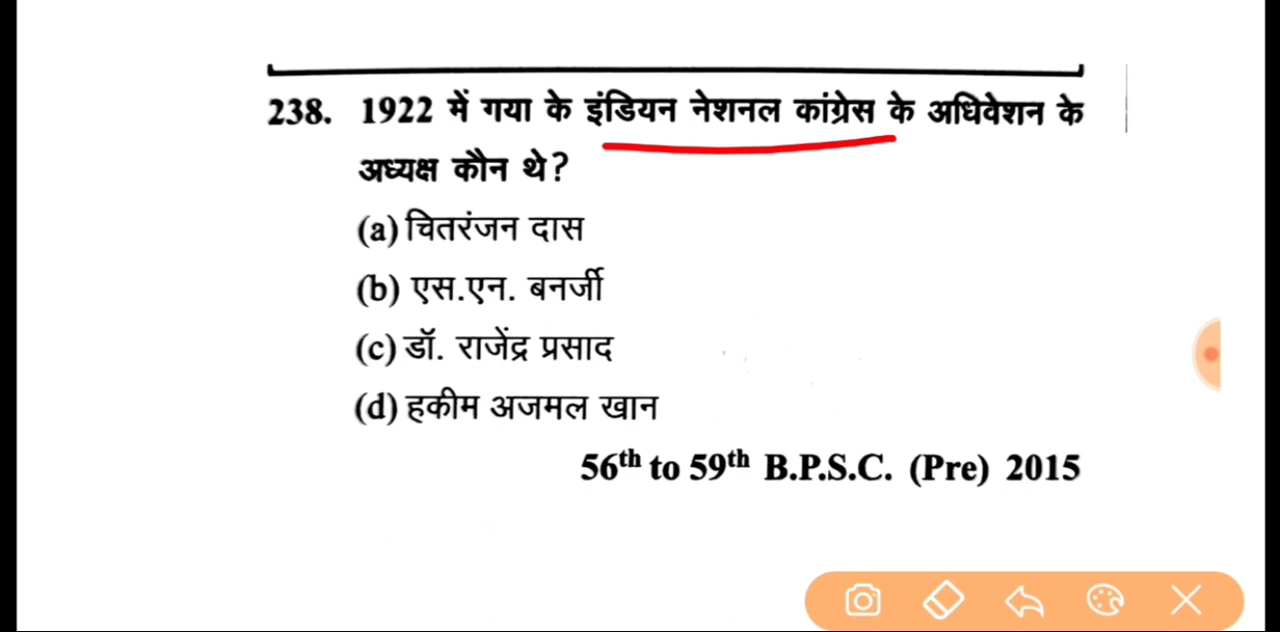 238. 1922 में गया के इंडियन नेशनल कांग्रेस के अधिवेशन के
अध्यक्ष कौन थे?
(a) चितरंजन दास
(b) एस.एन. बनर्जी
(c) डॉ. राजेंद्र प्रसाद
(d) हकीम अजमल खान
56th to 59th B.P.S.C. (Pre) 2015